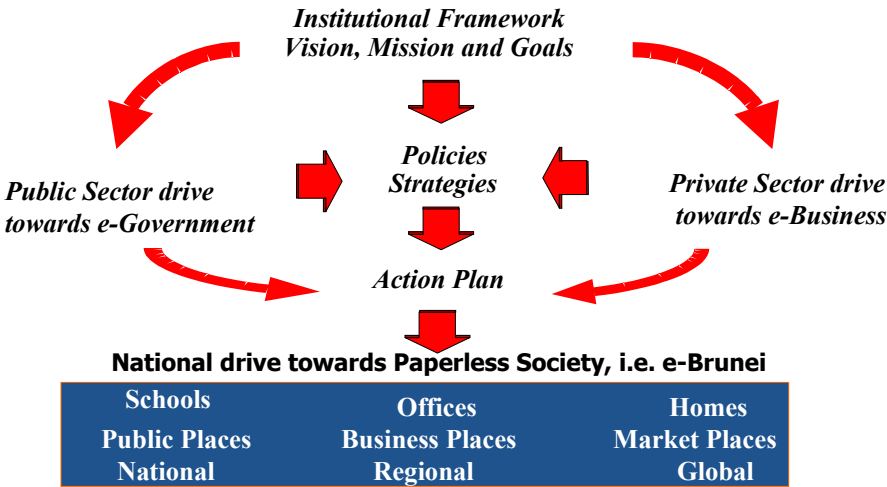 Institutional Framework
Vision, Mission and Goals
Policies
Strategies
Public Sector drive
towards e-Government
Private Sector drive
towards e-Business
Action Plan
National drive towards Paperless Society, i.e. e-Brunei
Schools Offices Homes
Public Places Business Places Market Places
National Regional Global